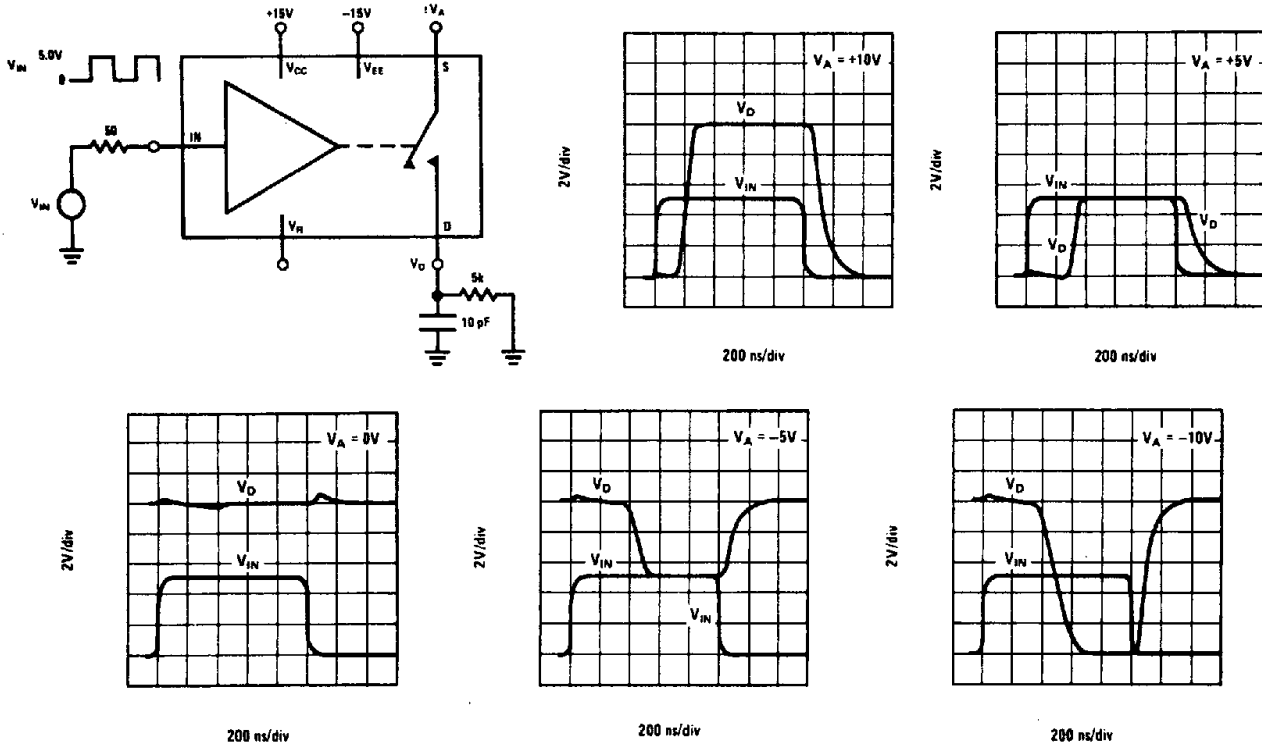 +15V
-15V
±VA
VIN
5.0V
0
VCC
VEE
S
50
IN
VIN
VR
D
VD
5k
10 pF
VA = +10V
VD
VIN
2V/div
200 ns/div
VA = +5V
VIN
VD
VD
2V/div
200 ns/div
VA = 0V
VD
VIN
2V/div
200 ns/div
VA = -5V
VD
VIN
VIN
2V/div
200 ns/div
VA = -10V
VD
VIN
2V/div
200 ns/div